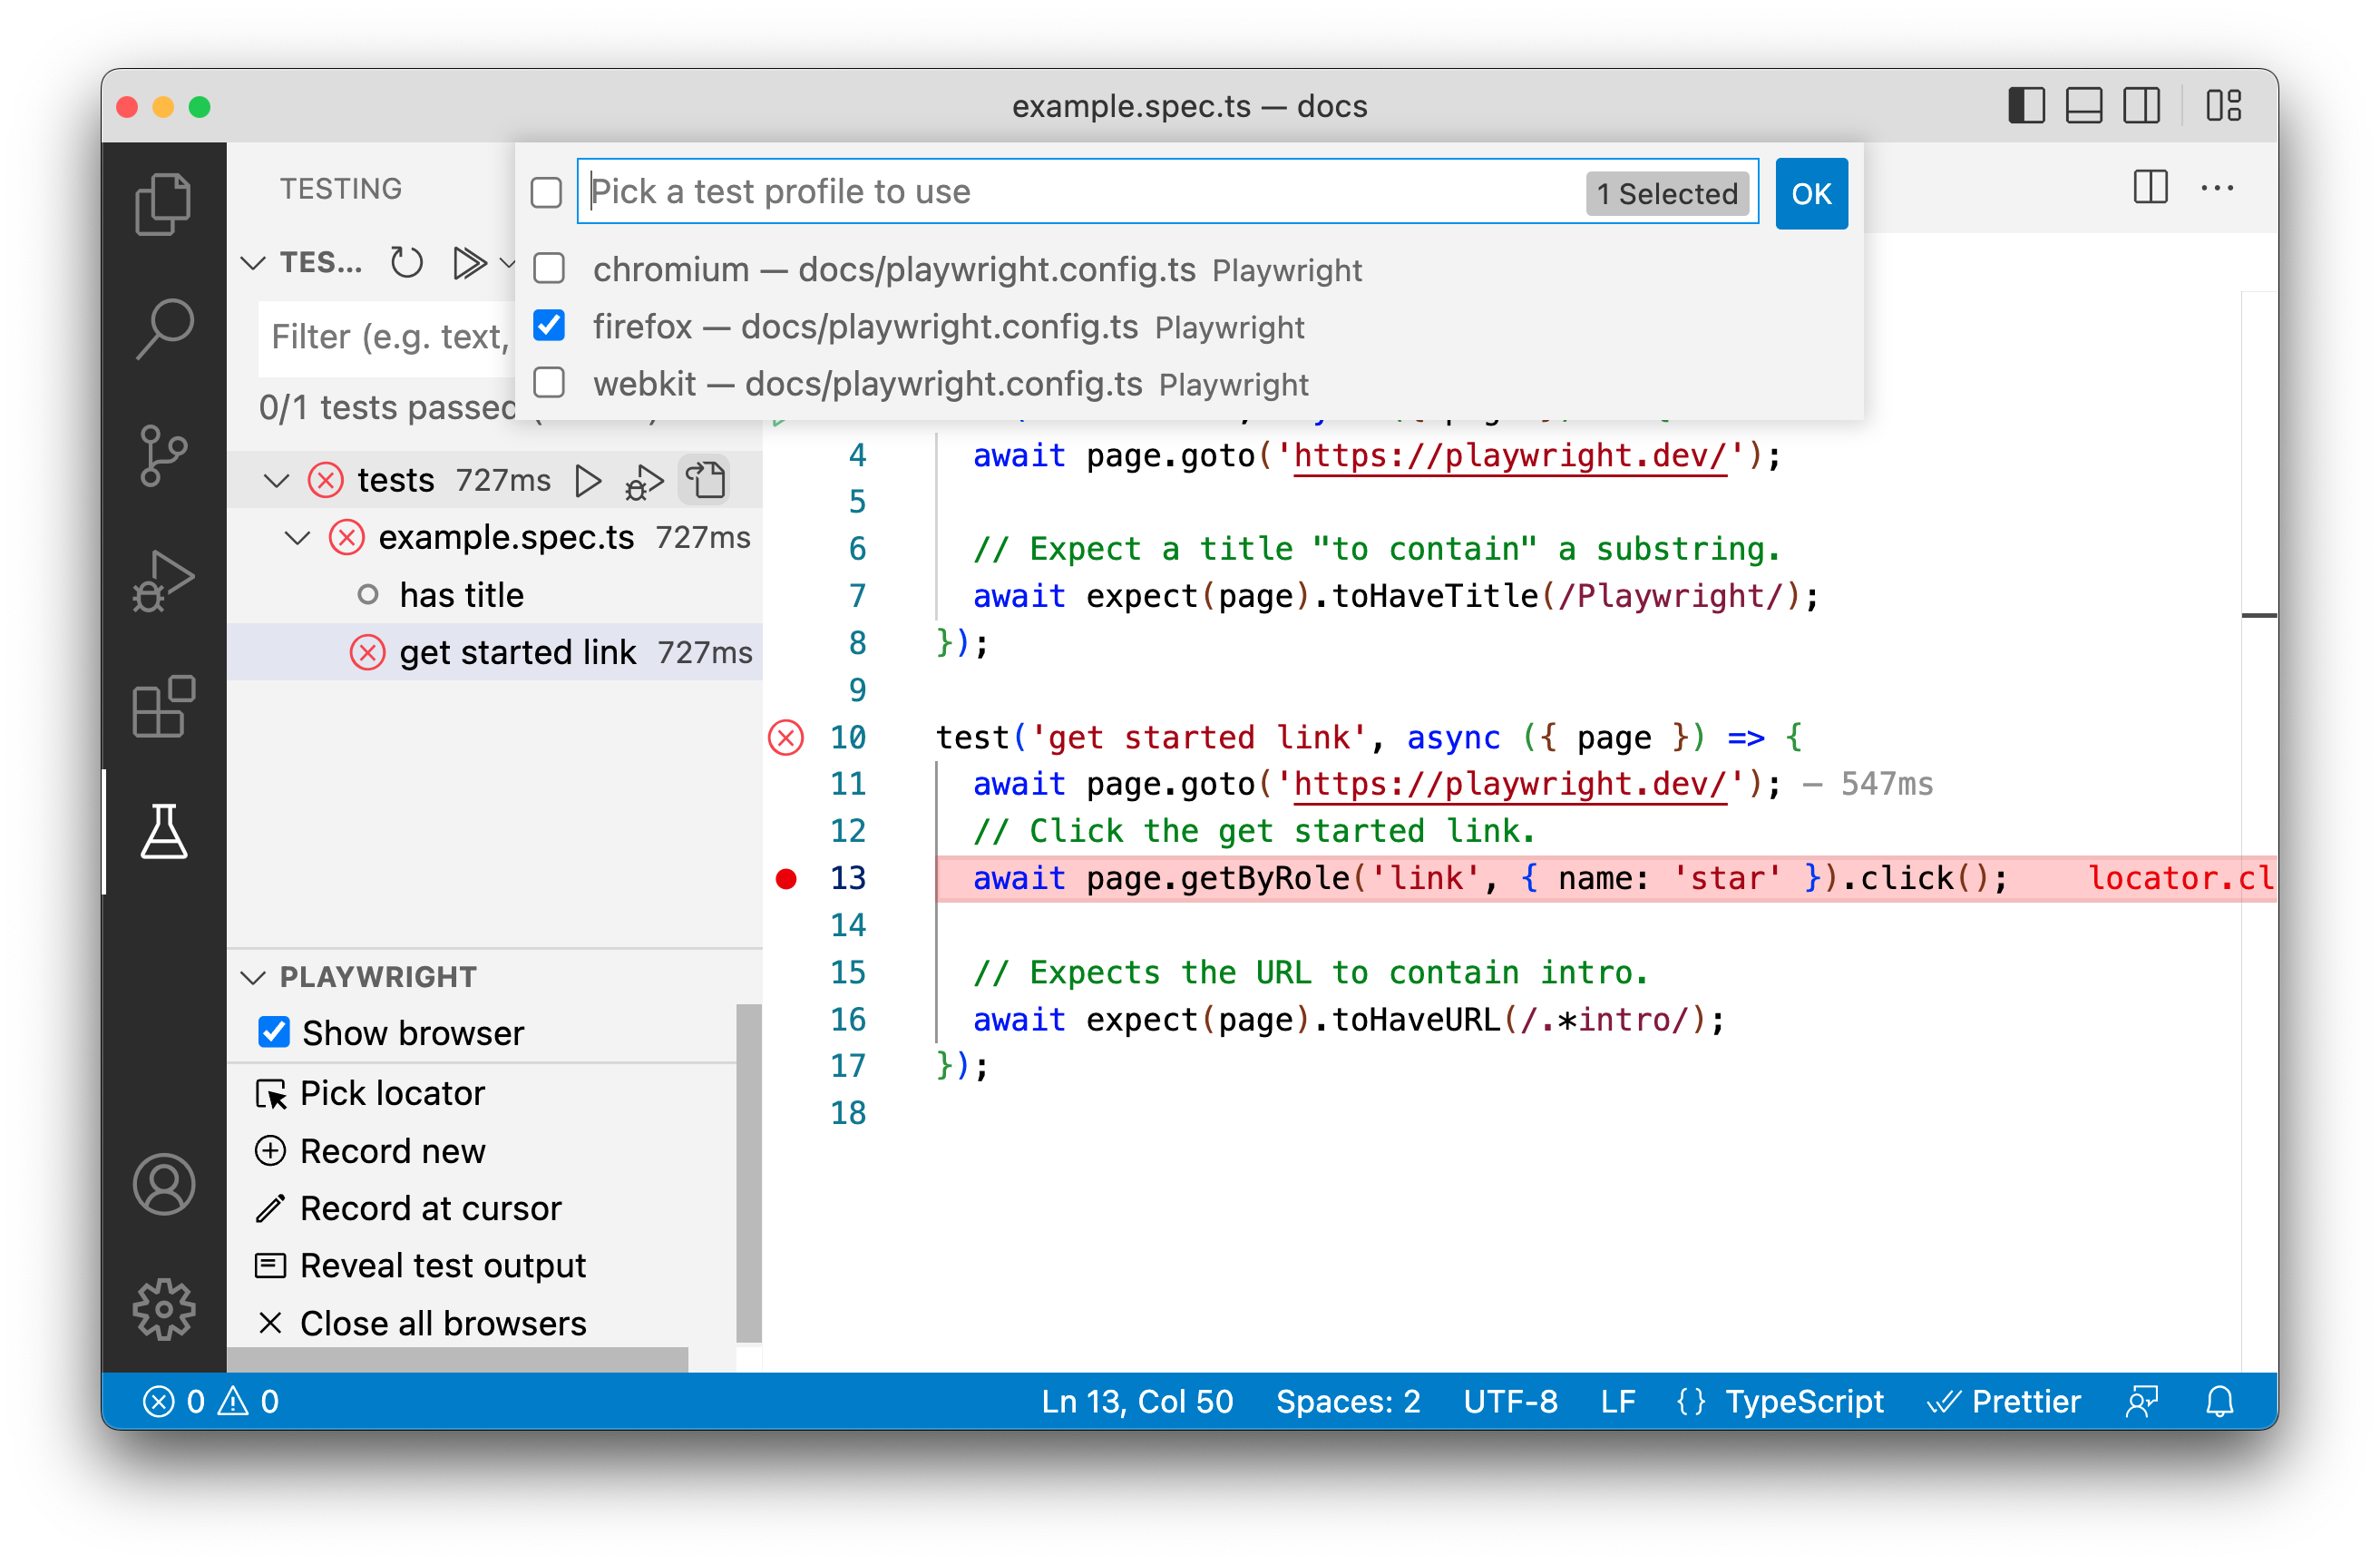 example.spec.ts — docs
TESTING
Pick a test profile to use
1 Selected
OK
chromium — docs/playwright.config.ts Playwright
firefox — docs/playwright.config.ts Playwright
webkit — docs/playwright.config.ts Playwright
TES...
Filter (e.g. text,
0/1 tests passed
tests 727ms
example.spec.ts 727ms
has title
get started link 727ms
PLAYWRIGHT
Show browser
Pick locator
Record new
Record at cursor
Reveal test output
Close all browsers
4 await page.goto('https://playwright.dev/');
5
6 // Expect a title "to contain" a substring.
7 await expect(page).toHaveTitle(/Playwright/);
8 });
9
10 test('get started link', async ({ page }) => {
11 await page.goto('https://playwright.dev/'); — 547ms
12 // Click the get started link.
13 await page.getByRole('link', { name: 'star' }).click(); locator.cl
14
15 // Expects the URL to contain intro.
16 await expect(page).toHaveURL(/.*intro/);
17 });
18
0 0
Ln 13, Col 50 Spaces: 2 UTF-8 LF {} TypeScript Prettier